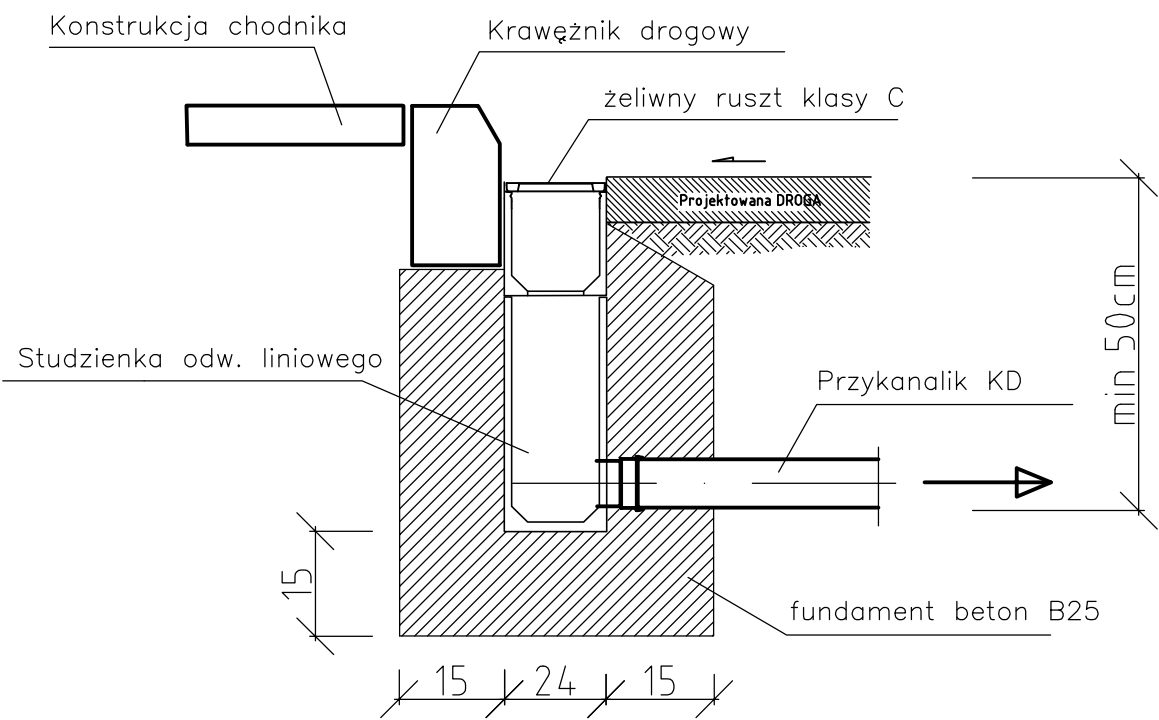 Konstrukcja chodnika
Krawężnik drogowy
żeliwny ruszt klasy C
Projektowana DROGA
min 50cm
Studzienka odw. liniowego
Przykanalik KD
15
fundament beton B25
15 24 15